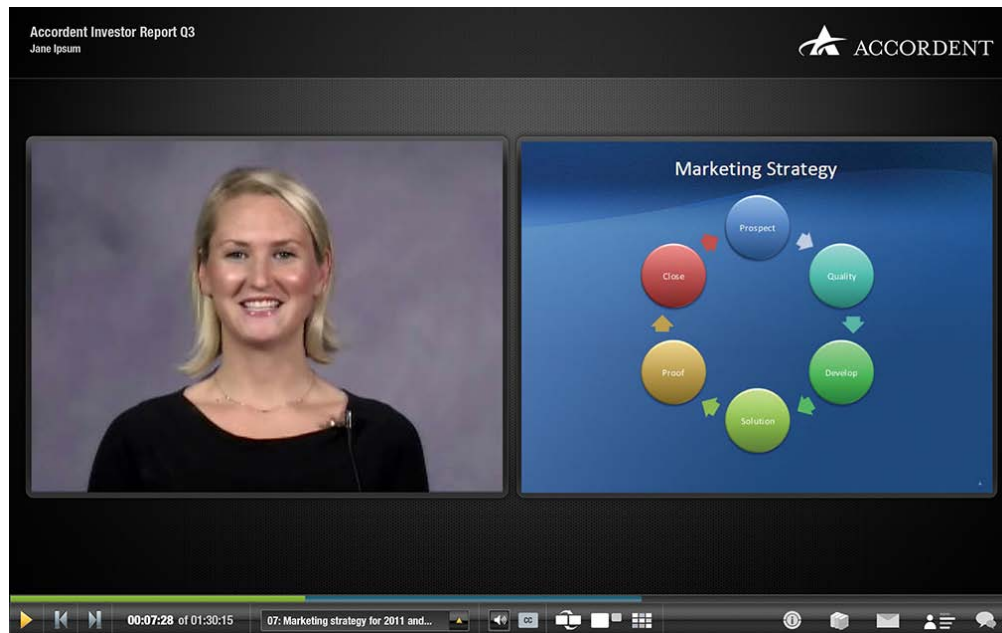 Accordent Investor Report Q3
Jane Ipsum
ACCORDENT
Marketing Strategy
Prospect
Close
Quality
Proof
Develop
Solution
00:07:28 of 01:30:15
07: Marketing strategy for 2011 and...
CC